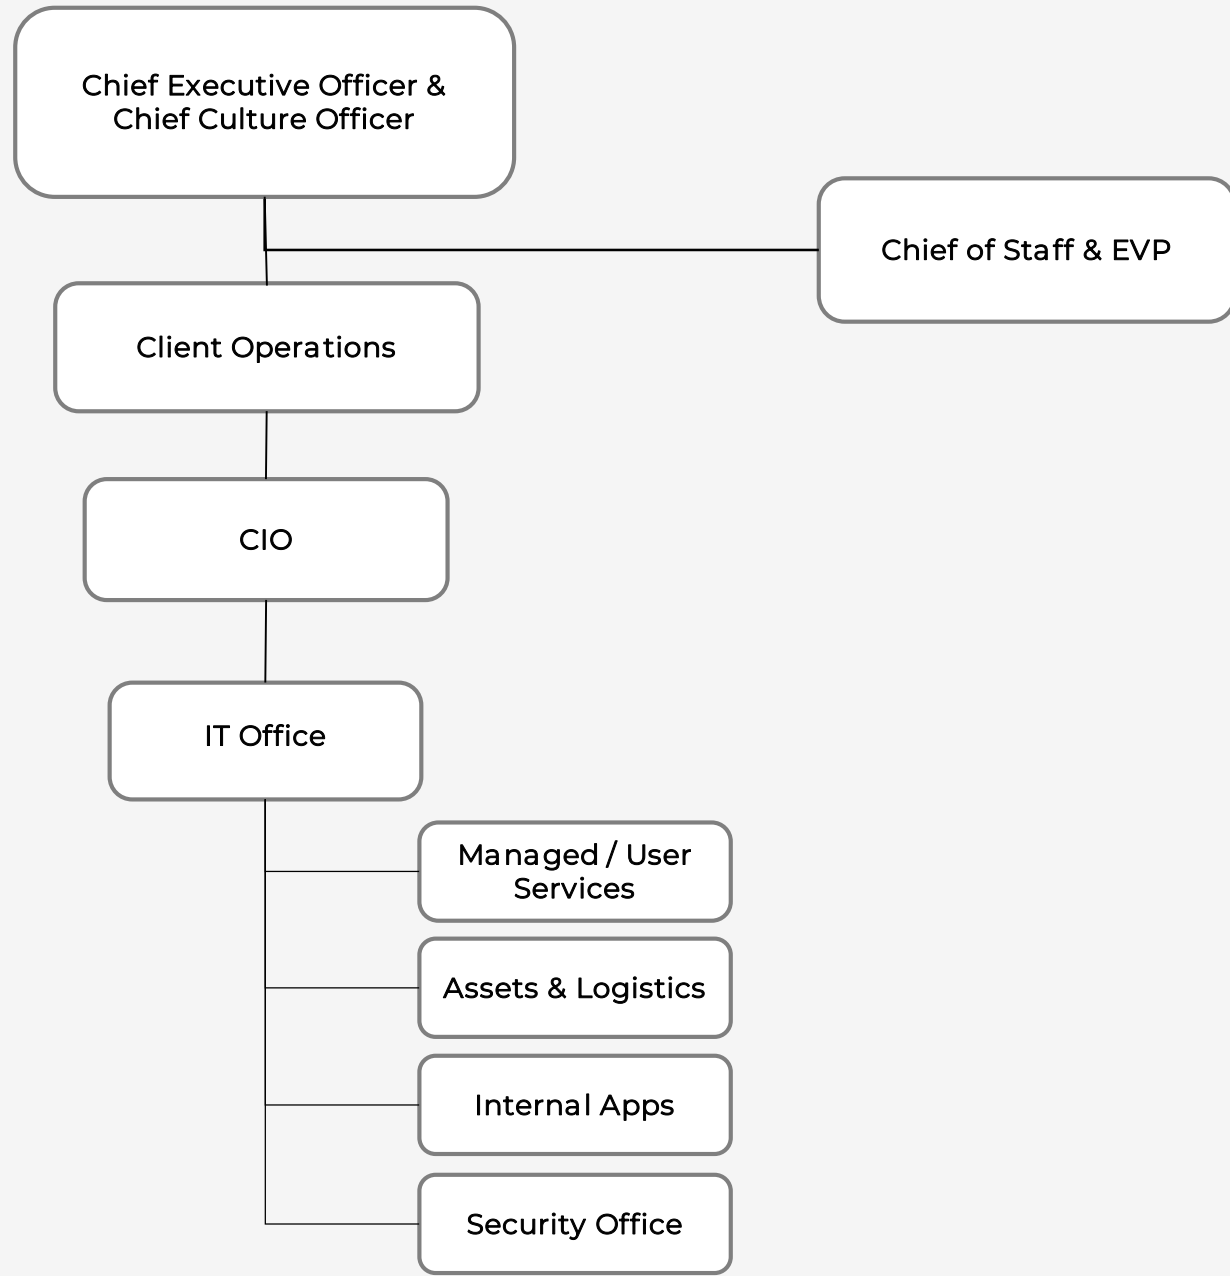 Chief Executive Officer &
Chief Culture Officer
Chief of Staff & EVP
Client Operations
CIO
IT Office
Managed / User
Services
Assets & Logistics
Internal Apps
Security Office